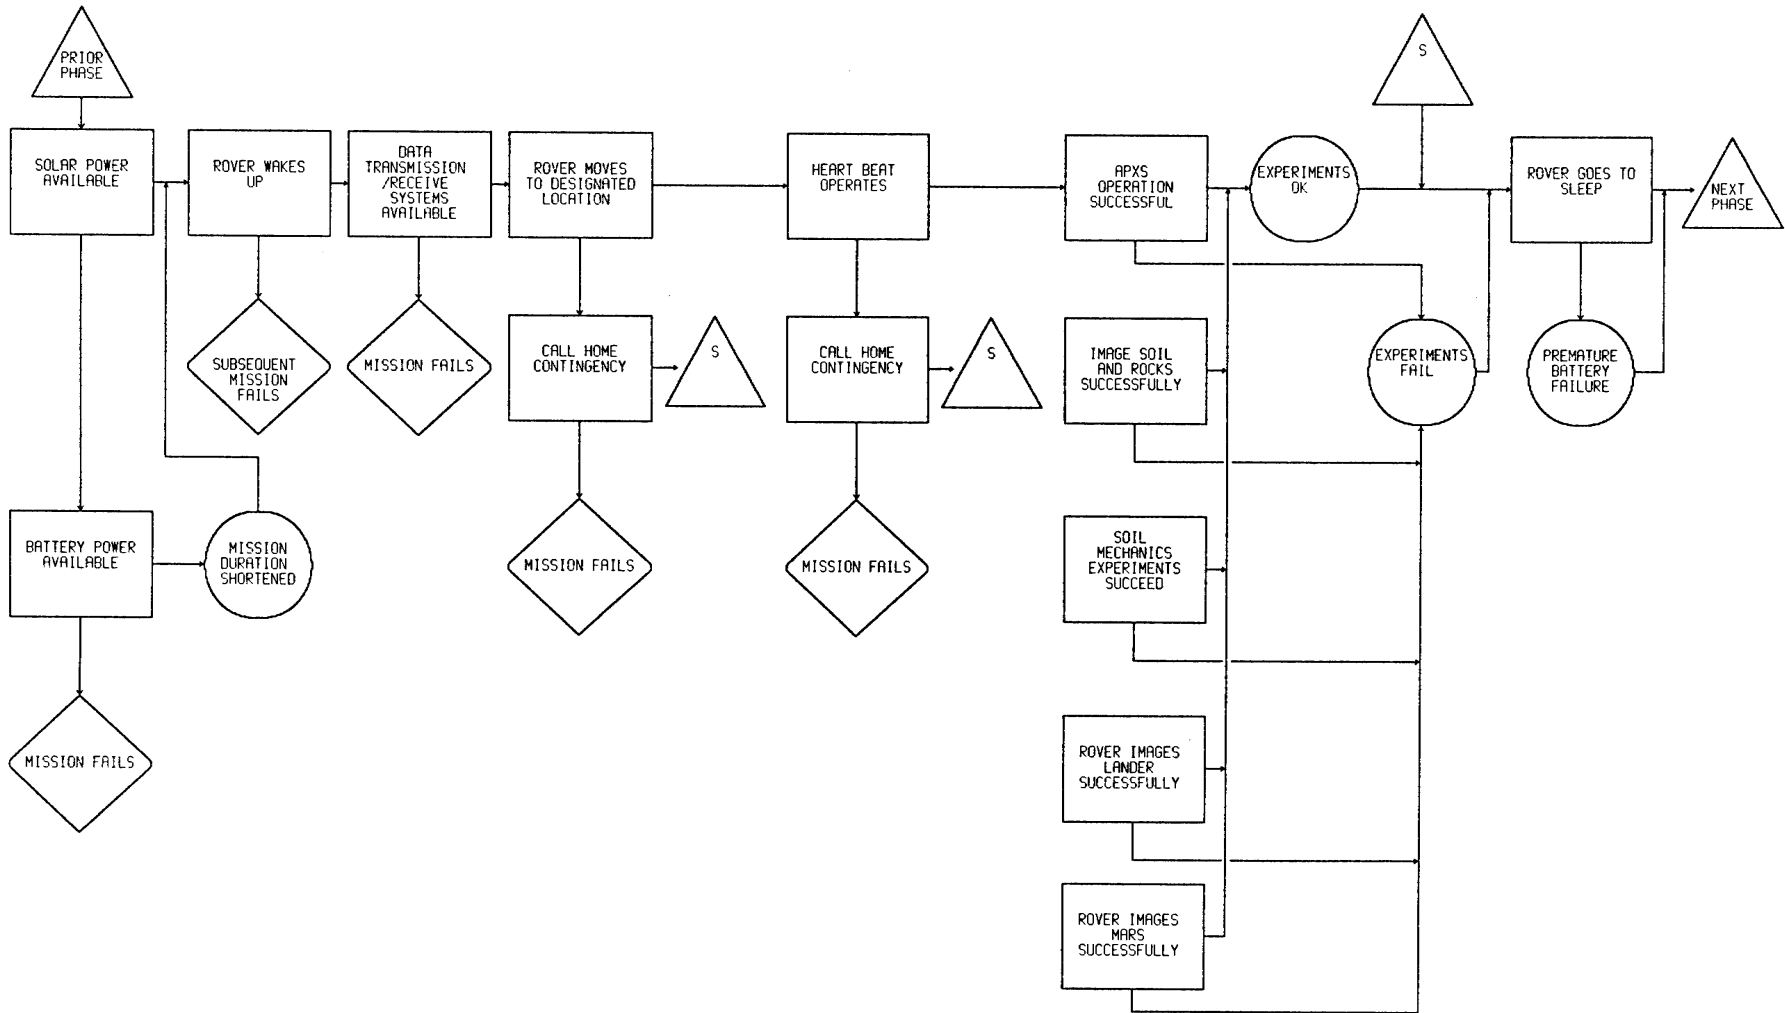 PRIOR
PHASE
S
SOLAR POWER
AVAILABLE
ROVER WAKES
UP
DATA
TRANSMISSION
/RECEIVE
SYSTEMS
AVAILABLE
ROVER MOVES
TO DESIGNATED
LOCATION
HEART BEAT
OPERATES
APXS
OPERATION
SUCCESSFUL
EXPERIMENTS
OK
ROVER GOES TO
SLEEP
NEXT
PHASE
SUBSEQUENT
MISSION
FAILS
MISSION FAILS
CALL HOME
CONTINGENCY
S
CALL HOME
CONTINGENCY
S
IMAGE SOIL
AND ROCKS
SUCCESSFULLY
EXPERIMENTS
FAIL
PREMATURE
BATTERY
FAILURE
BATTERY POWER
AVAILABLE
MISSION
DURATION
SHORTENED
MISSION FAILS
MISSION FAILS
SOIL
MECHANICS
EXPERIMENTS
SUCCEED
MISSION FAILS
ROVER IMAGES
LANDER
SUCCESSFULLY
ROVER IMAGES
MARS
SUCCESSFULLY